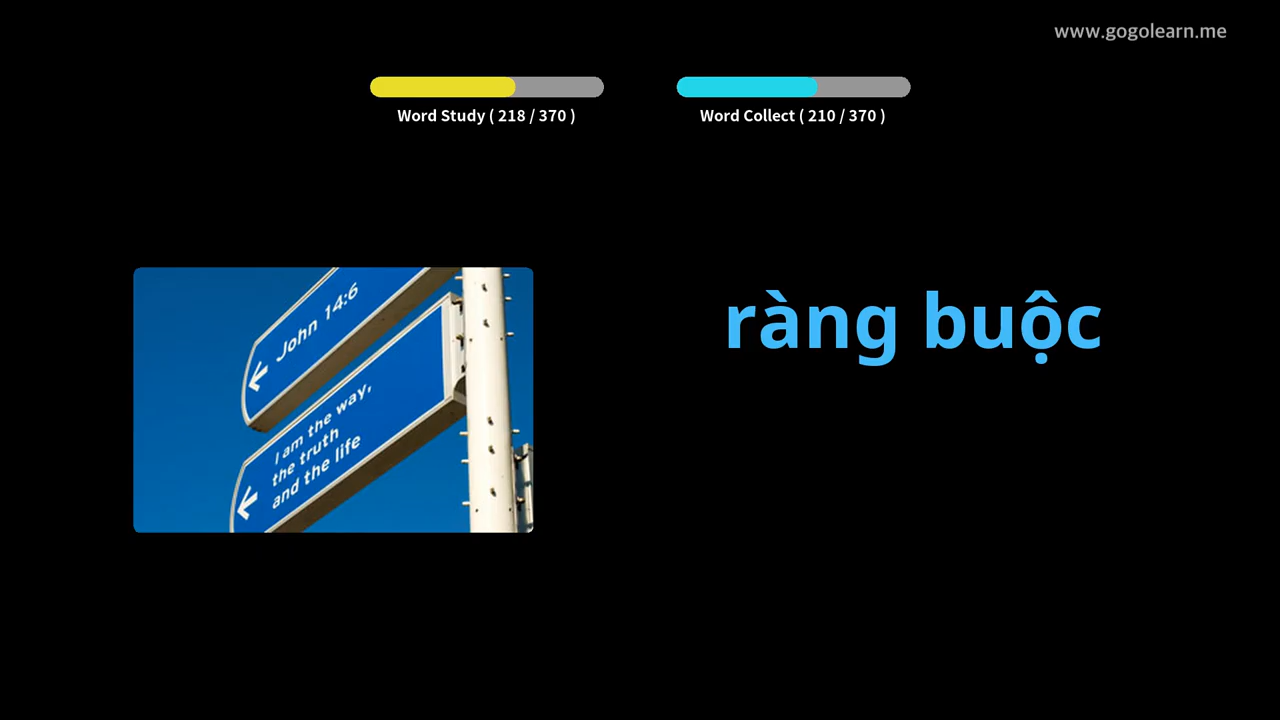 www.gogolearn.me
Word Study ( 218 / 370 )
Word Collect ( 210 / 370 )
John 14:6
I am the way,
the truth
and the life
ràng buộc